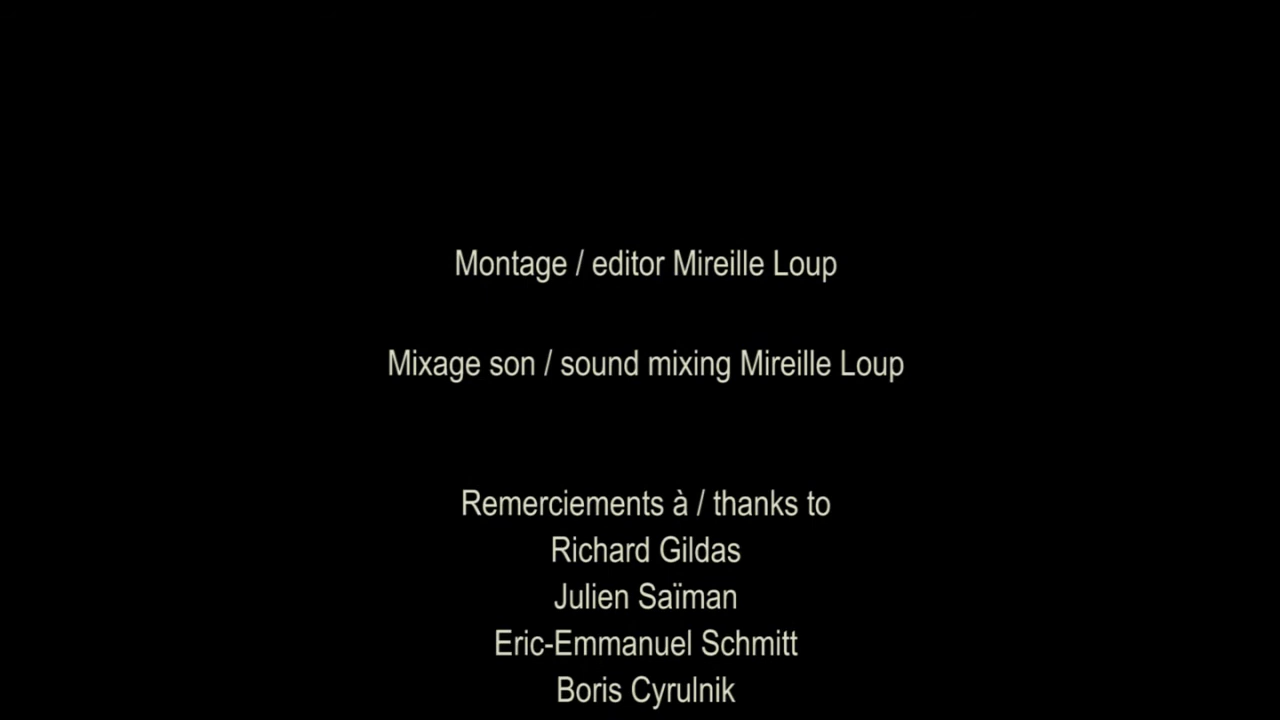 Montage / editor Mireille Loup
Mixage son / sound mixing Mireille Loup
Remerciements à / thanks to
Richard Gildas
Julien Saïman
Eric-Emmanuel Schmitt
Boris Cyrulnik